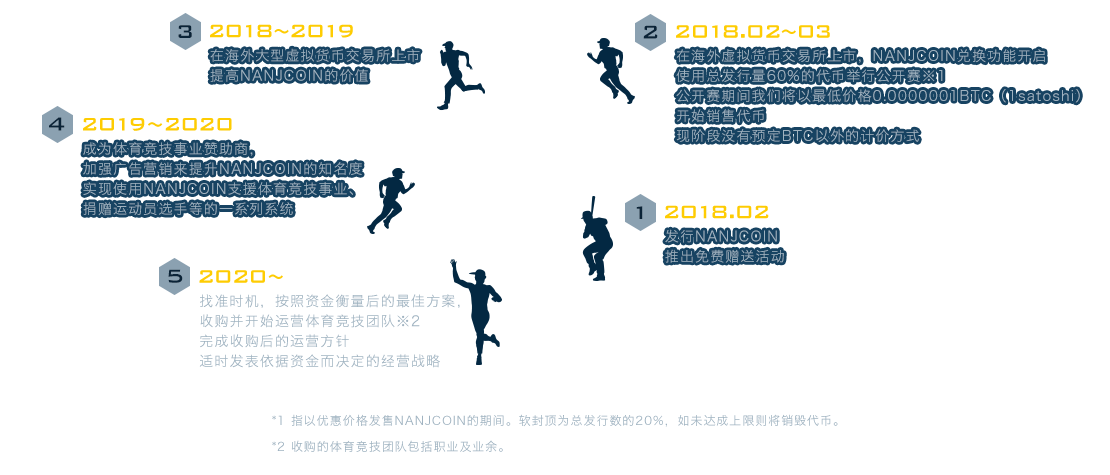 1
2018.02
发行NANJCOIN
推出免费赠送活动
2
2018.02~03
在海外虚拟货币交易所上市，NANJCOIN兑换功能开启
使用总发行量60%的代币举行公开赛※1
公开赛期间我们将以最低价格0.0000001BTC（1satoshi）
开始销售代币
现阶段没有预定BTC以外的计价方式
3
2018~2019
在海外大型虚拟货币交易所上市
提高NANJCOIN的价值
4
2019~2020
成为体育竞技事业赞助商，
加强广告营销来提升NANJCOIN的知名度
实现使用NANJCOIN支援体育竞技事业、
捐赠运动员选手等的一系列系统
5
2020~
找准时机，按照资金衡量后的最佳方案，
收购并开始运营体育竞技团队※2
完成收购后的运营方针
适时发表依据资金而决定的经营战略
*1 指以优惠价格发售NANJCOIN的期间。软封顶为总发行数的20%，如未达成上限则将销毁代币。
*2 收购的体育竞技团队包括职业及业余。